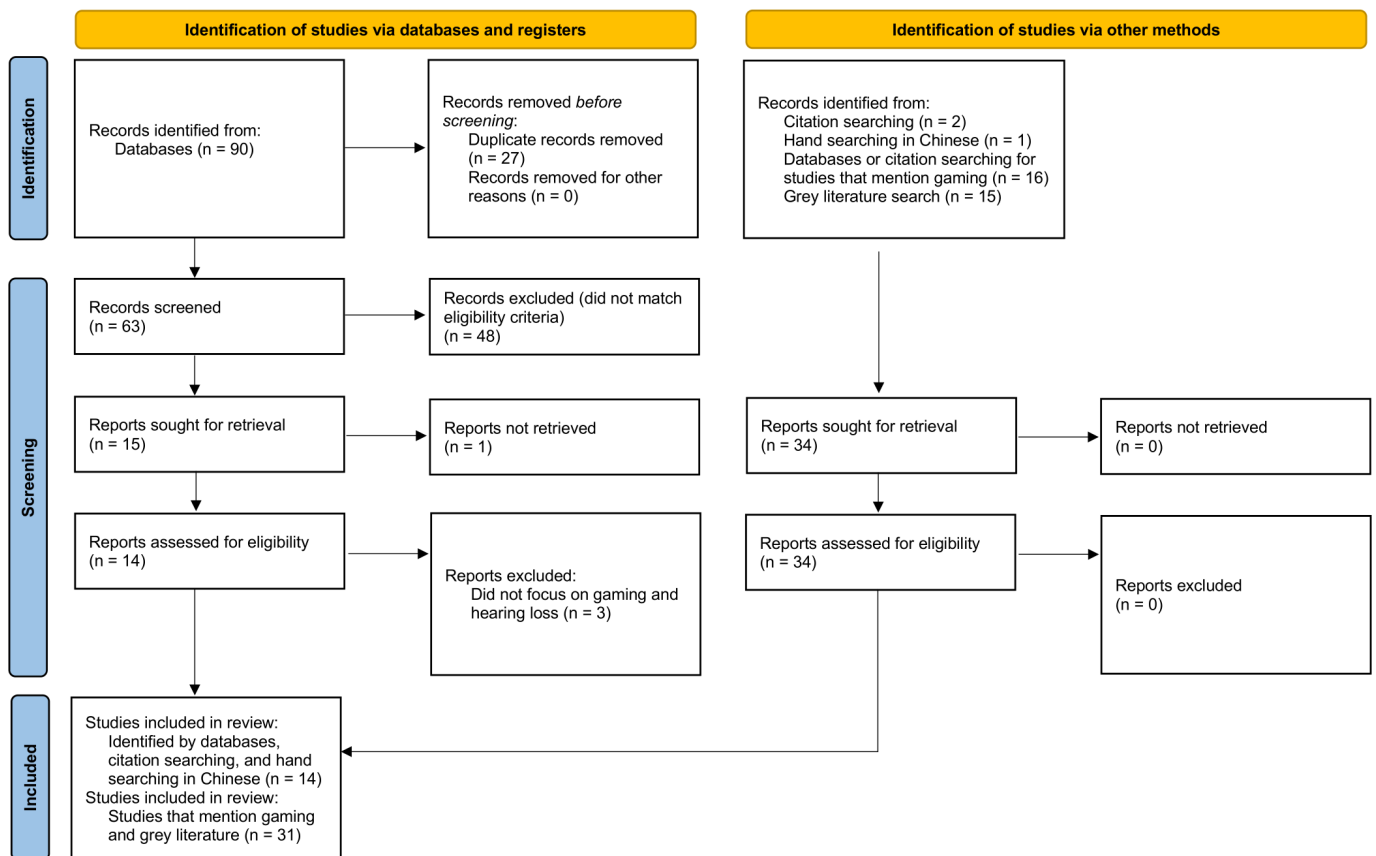 Identification of studies via databases and registers
Identification of studies via other methods
Identification
Records identified from:
Databases (n = 90)
Records removed before
screening:
Duplicate records removed
(n = 27)
Records removed for other
reasons (n = 0)
Records identified from:
Citation searching (n = 2)
Hand searching in Chinese (n = 1)
Databases or citation searching for
studies that mention gaming (n = 16)
Grey literature search (n = 15)
Screening
Records screened
(n = 63)
Records excluded (did not match
eligibility criteria)
(n = 48)
Reports sought for retrieval
(n = 15)
Reports not retrieved
(n = 1)
Reports sought for retrieval
(n = 34)
Reports not retrieved
(n = 0)
Reports assessed for eligibility
(n = 14)
Reports excluded:
Did not focus on gaming and
hearing loss (n = 3)
Reports assessed for eligibility
(n = 34)
Reports excluded
(n = 0)
Included
Studies included in review:
Identified by databases,
citation searching, and hand
searching in Chinese (n = 14)
Studies included in review:
Studies that mention gaming
and grey literature (n = 31)